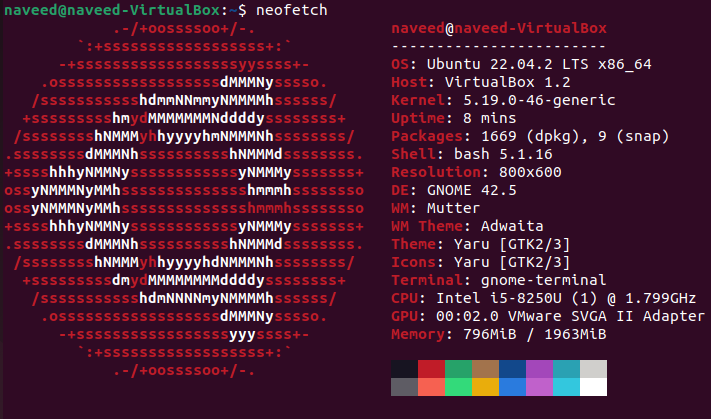 naveed@naveed-VirtualBox:~$ neofetch
            .-/+oossssoo+/-.               naveed@naveed-VirtualBox
        `:+ssssssssssssssssss+:`           ------------------------
      -+ssssssssssssssssssyyssss+-         OS: Ubuntu 22.04.2 LTS x86_64
    .ossssssssssssssssssdMMMNysssso.       Host: VirtualBox 1.2
   /ssssssssssshdmmNNmmyNMMMMhssssss/      Kernel: 5.19.0-46-generic
  +ssssssssshmydMMMMMMMNddddyssssssss+     Uptime: 8 mins
 /sssssssshNMMMyhhyyyyhmNMMMNhssssssss/    Packages: 1669 (dpkg), 9 (snap)
.ssssssssdMMMNhsssssssssshNMMMdssssssss.   Shell: bash 5.1.16
+sssshhhyNMMNyssssssssssssyNMMMysssssss+   Resolution: 800x600
ossyNMMMNyMMhsssssssssssssshmmmhssssssso   DE: GNOME 42.5
ossyNMMMNyMMhsssssssssssssshmmmhssssssso   WM: Mutter
+sssshhhyNMMNyssssssssssssyNMMMysssssss+   WM Theme: Adwaita
.ssssssssdMMMNhsssssssssshNMMMdssssssss.   Theme: Yaru [GTK2/3]
 /sssssssshNMMMyhhyyyyhdNMMMNhssssssss/    Icons: Yaru [GTK2/3]
  +sssssssssdmydMMMMMMMMddddyssssssss+     Terminal: gnome-terminal
   /ssssssssssshdmNNNNmyNMMMMhssssss/      CPU: Intel i5-8250U (1) @ 1.799GHz
    .ossssssssssssssssssdMMMNysssso.       GPU: 00:02.0 VMware SVGA II Adapter
      -+sssssssssssssssssyyyssss+-         Memory: 796MiB / 1963MiB
        `:+ssssssssssssssssss+:`
            .-/+oossssoo+/-.